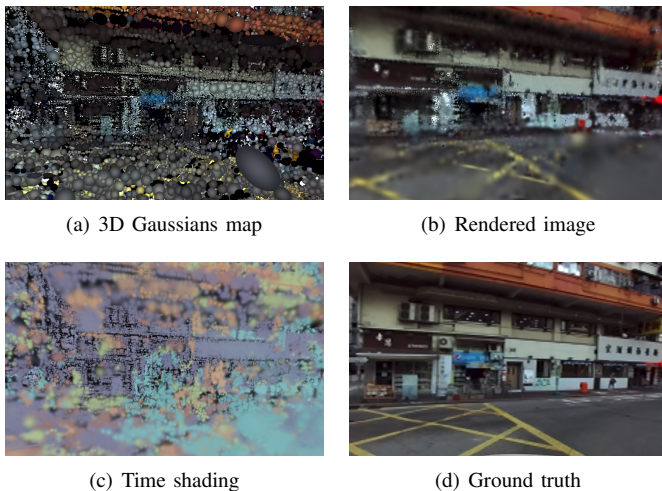 (a) 3D Gaussians map
(b) Rendered image
(c) Time shading
(d) Ground truth